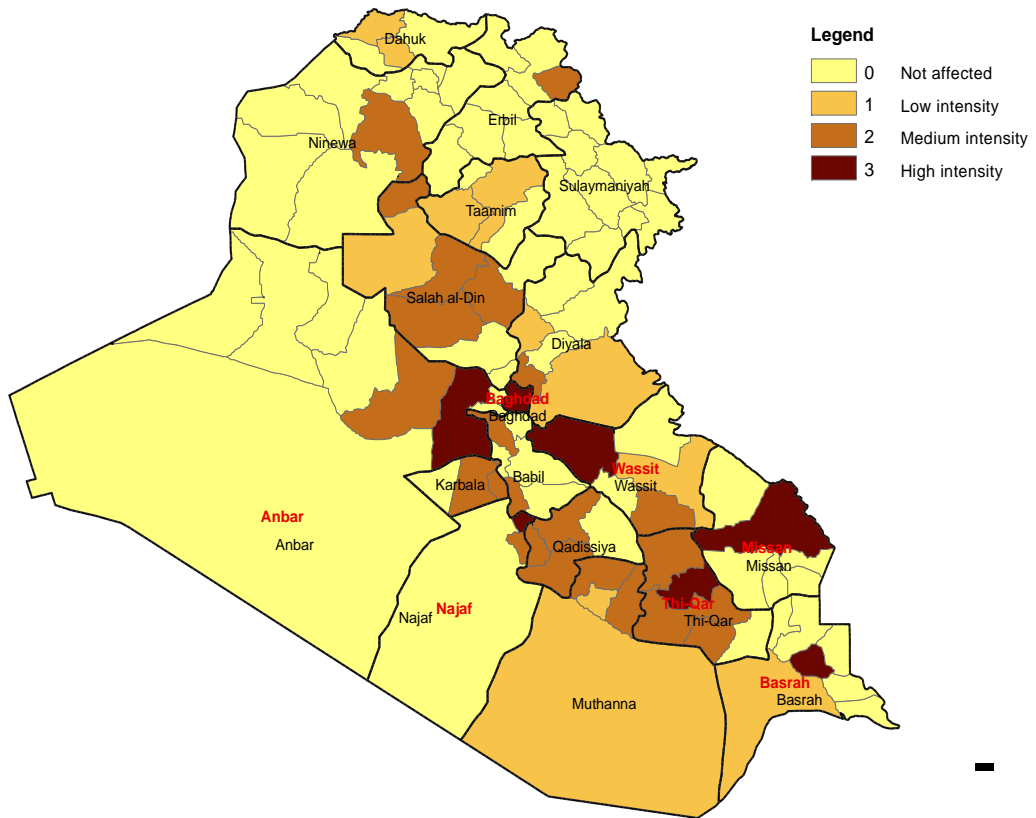 Legend
0 Not affected
1 Low intensity
2 Medium intensity
3 High intensity
Dahuk
Erbil
Ninewa
Sulaymaniyah
Taamim
Salah al-Din
Diyala
Baghdad
Baghdad
Wassit
Wassit
Babil
Karbala
Anbar
Anbar
Qadissiya
Missan
Missan
Najaf
Najaf
Thi-Qar
Thi-Qar
Basrah
Basrah
Muthanna